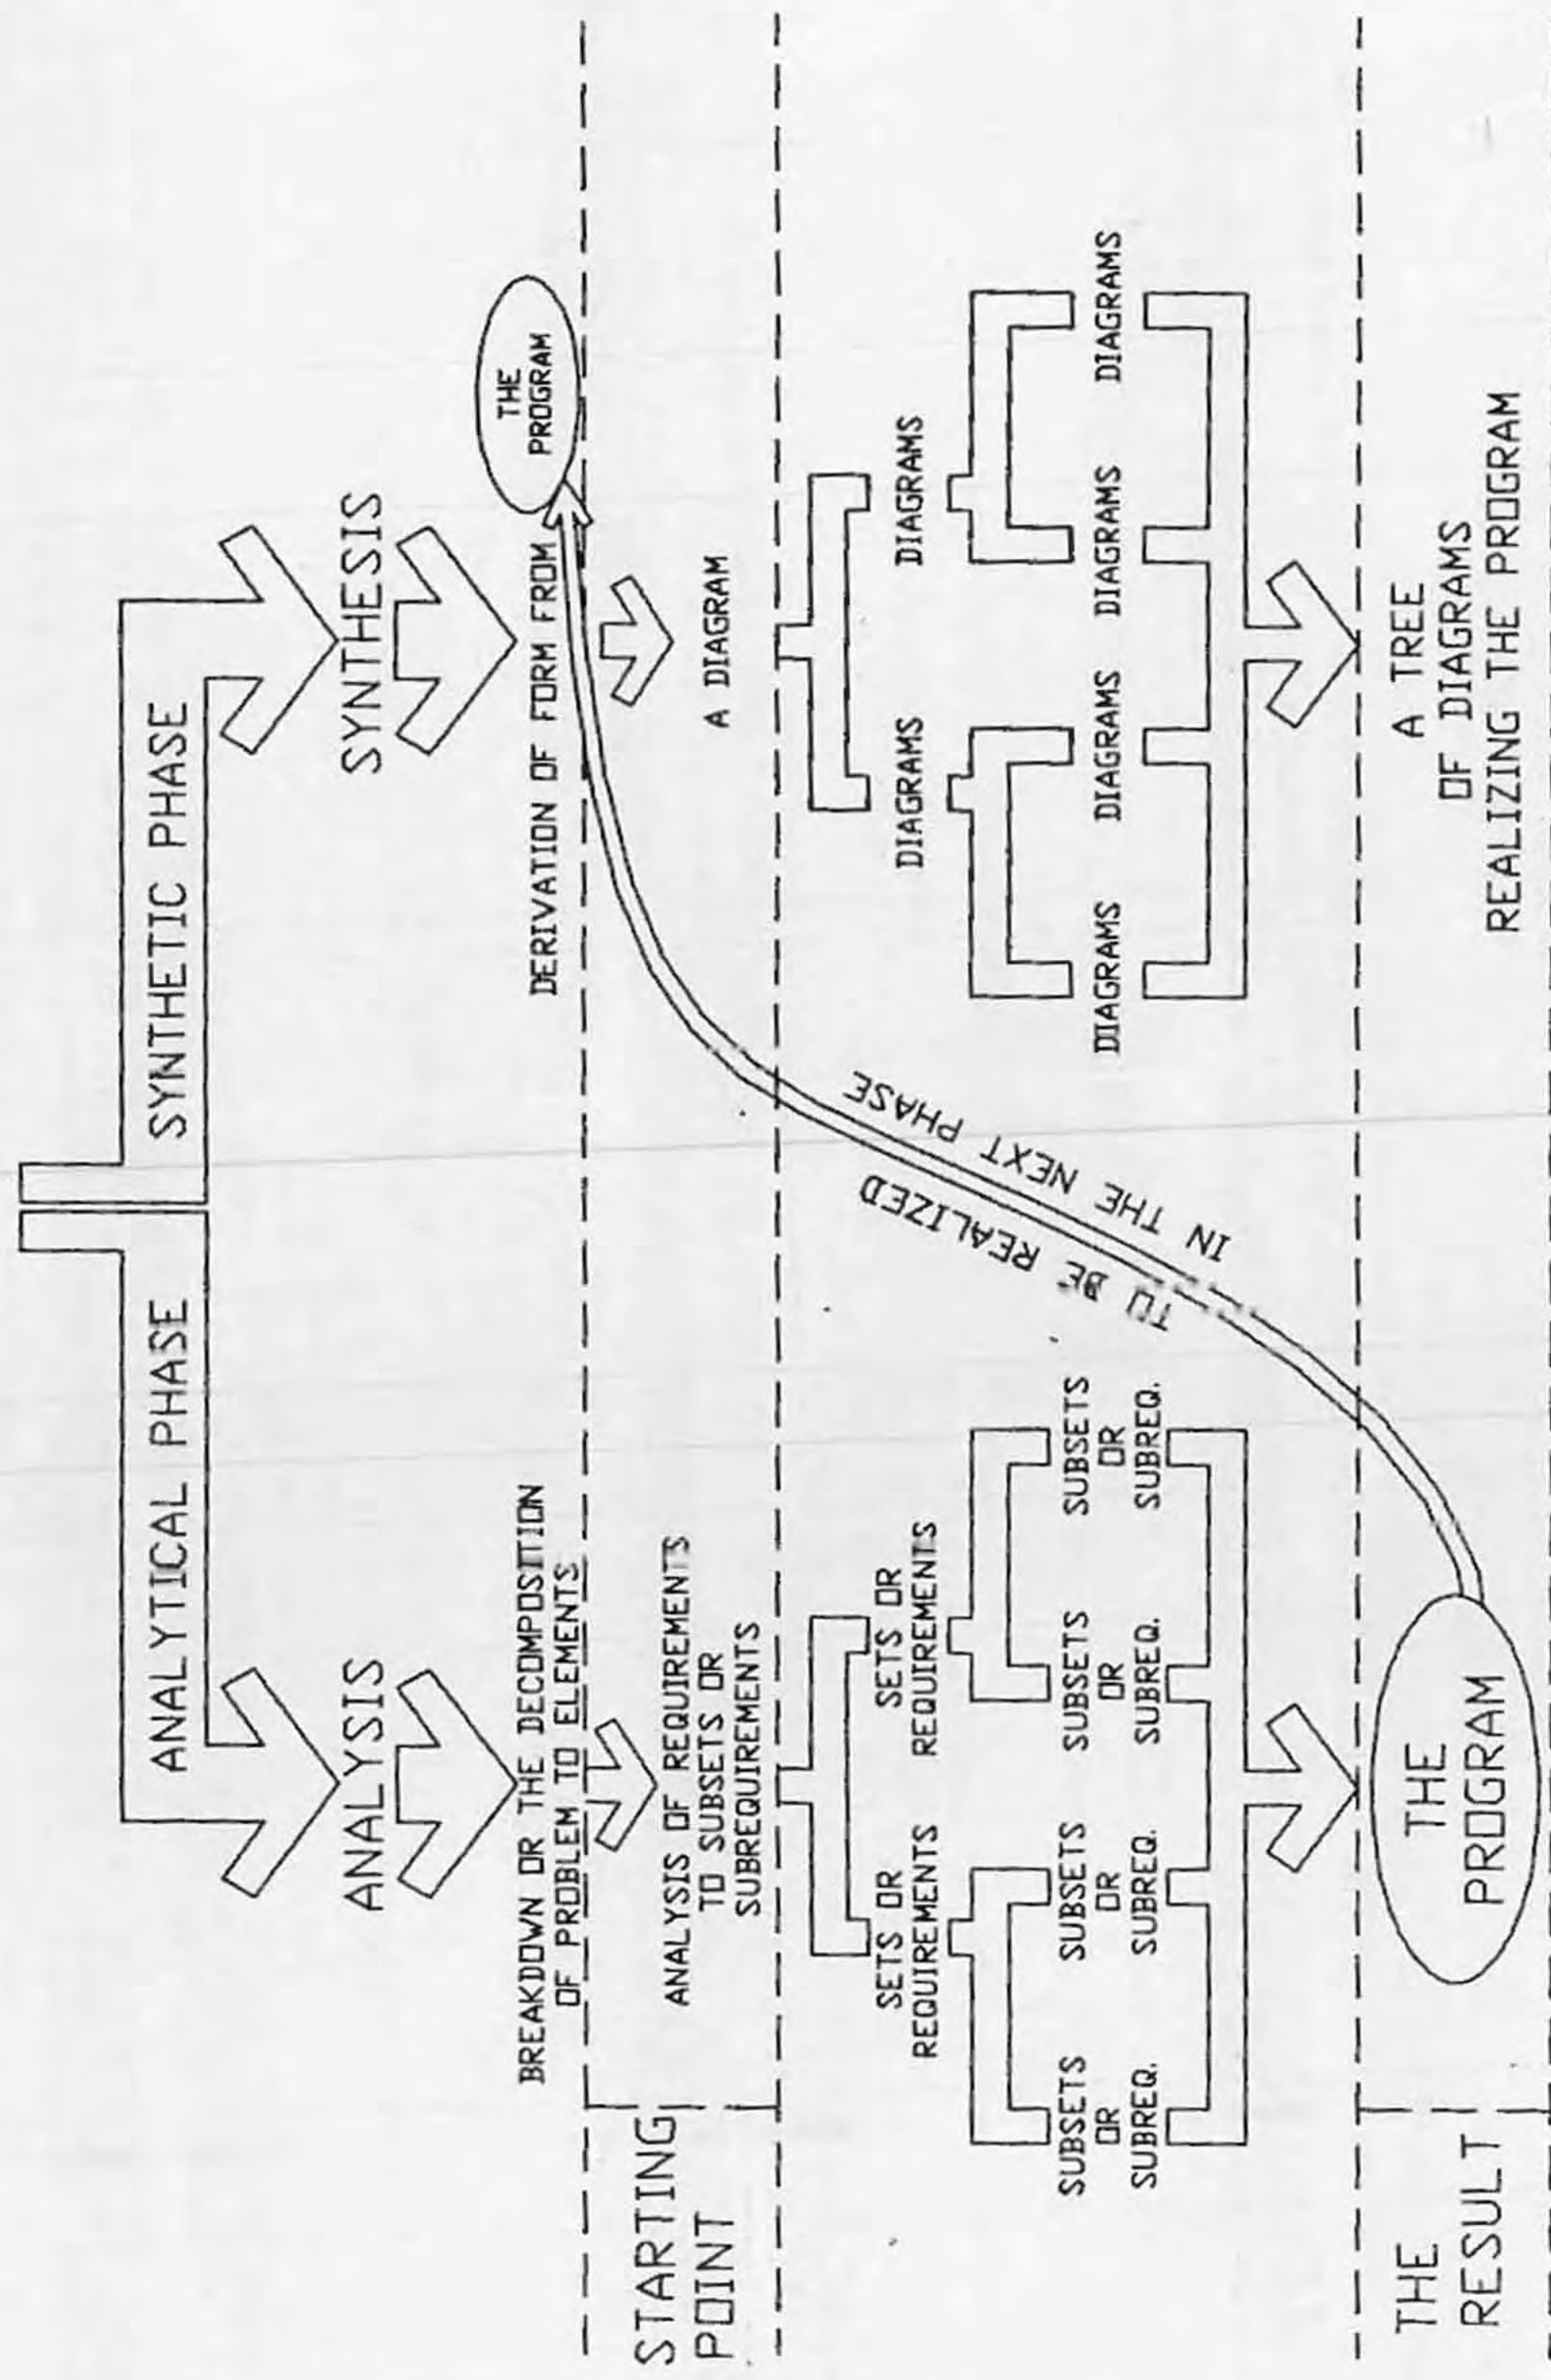 ANALYTICAL PHASE
SYNTHETIC PHASE
ANALYSIS
SYNTHESIS
BREAKDOWN OR THE DECOMPOSITION
OF PROBLEM TO ELEMENTS
DERIVATION OF FORM FROM
THE
PROGRAM
STARTING
POINT
ANALYSIS OF REQUIREMENTS
TO SUBSETS OR
SUBREQUIREMENTS
A DIAGRAM
SETS OR
REQUIREMENTS
SETS OR
REQUIREMENTS
DIAGRAMS
DIAGRAMS
SUBSETS
OR
SUBREQ.
SUBSETS
OR
SUBREQ.
SUBSETS
OR
SUBREQ.
SUBSETS
OR
SUBREQ.
TO BE REALIZED
IN THE NEXT PHASE
DIAGRAMS
DIAGRAMS
DIAGRAMS
DIAGRAMS
THE
RESULT
THE
PROGRAM
A TREE
OF DIAGRAMS
REALIZING THE PROGRAM